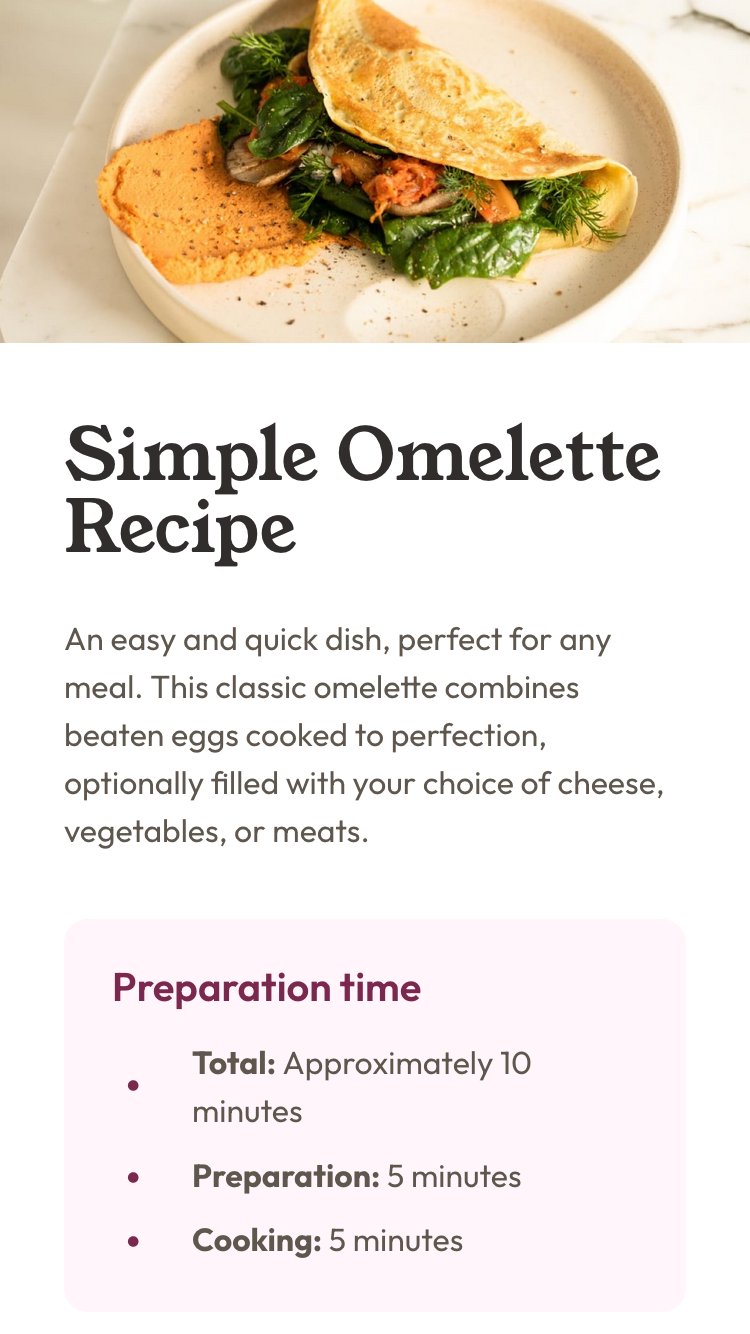 Simple Omelette
Recipe
An easy and quick dish, perfect for any
meal. This classic omelette combines
beaten eggs cooked to perfection,
optionally filled with your choice of cheese,
vegetables, or meats.
Preparation time
• Total: Approximately 10
minutes
• Preparation: 5 minutes
• Cooking: 5 minutes